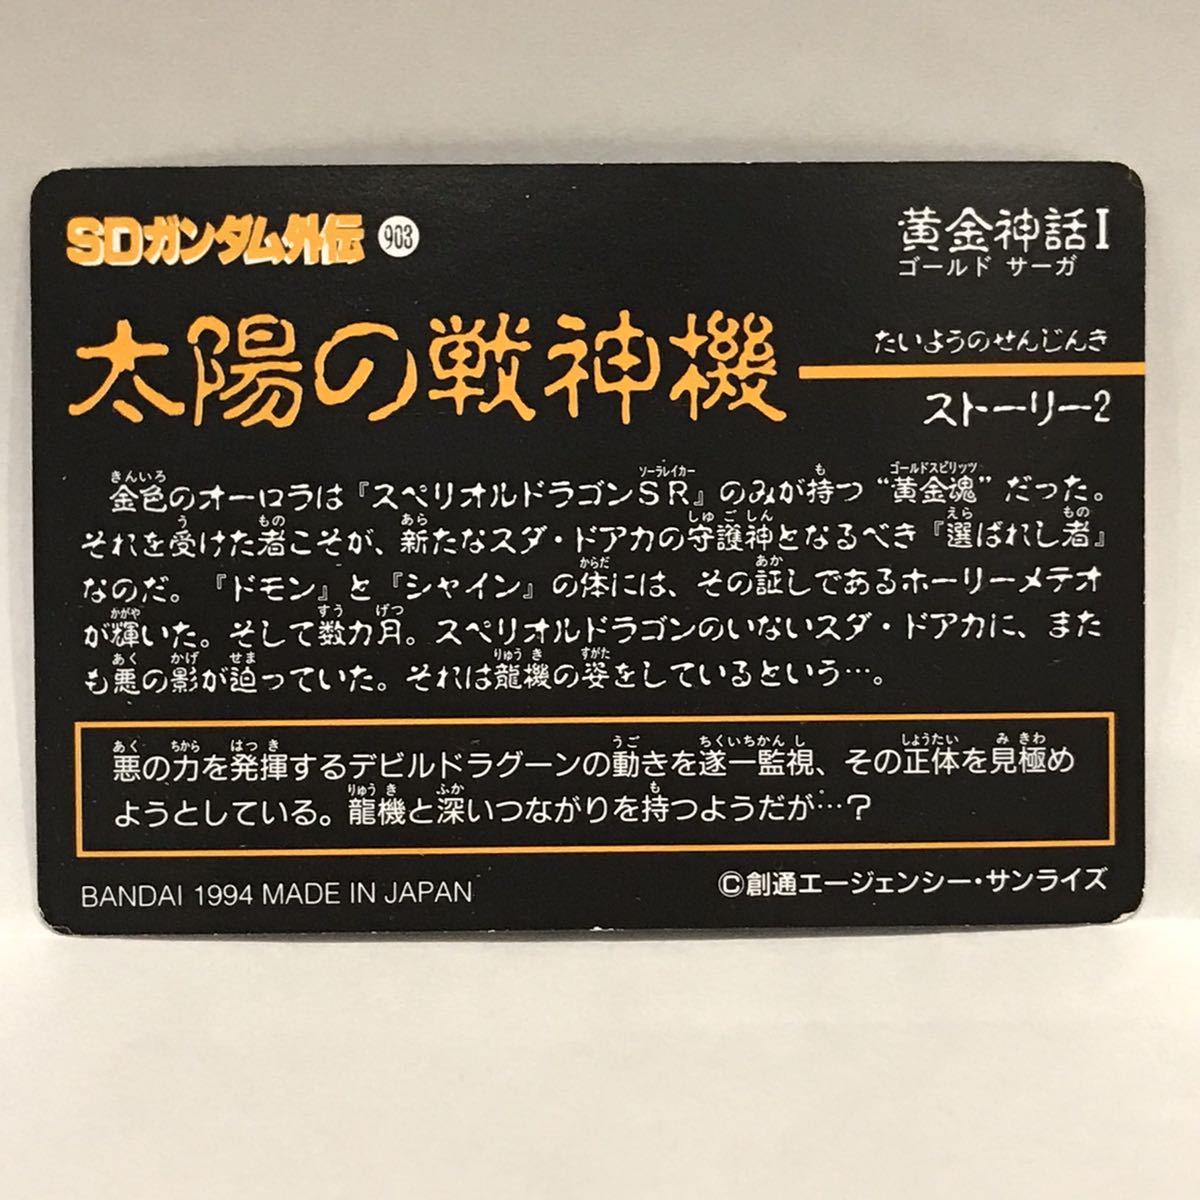 SDガンダム外伝 903
黄金神話I
ゴールド サーガ
太陽の戦神機
たいようのせんじんき
ストーリー2
金色のオーロラは『スペリオルドラゴンSR』のみが持つ“黄金魂”だった。
それを受けた者こそが、新たなスダ・ドアカの守護神となるべき『選ばれし者』
なのだ。『ドモン』と『シャイン』の体には、その証しであるホーリーメテオ
が輝いた。そして数カ月。スペリオルドラゴンのいないスダ・ドアカに、また
も悪の影が迫っていた。それは龍機の姿をしているという…。
悪の力を発揮するデビルドラグーンの動きを遂一監視、その正体を見極め
ようとしている。龍機と深いつながりを持つようだが…？
BANDAI 1994 MADE IN JAPAN
©創通エージェンシー・サンライズ